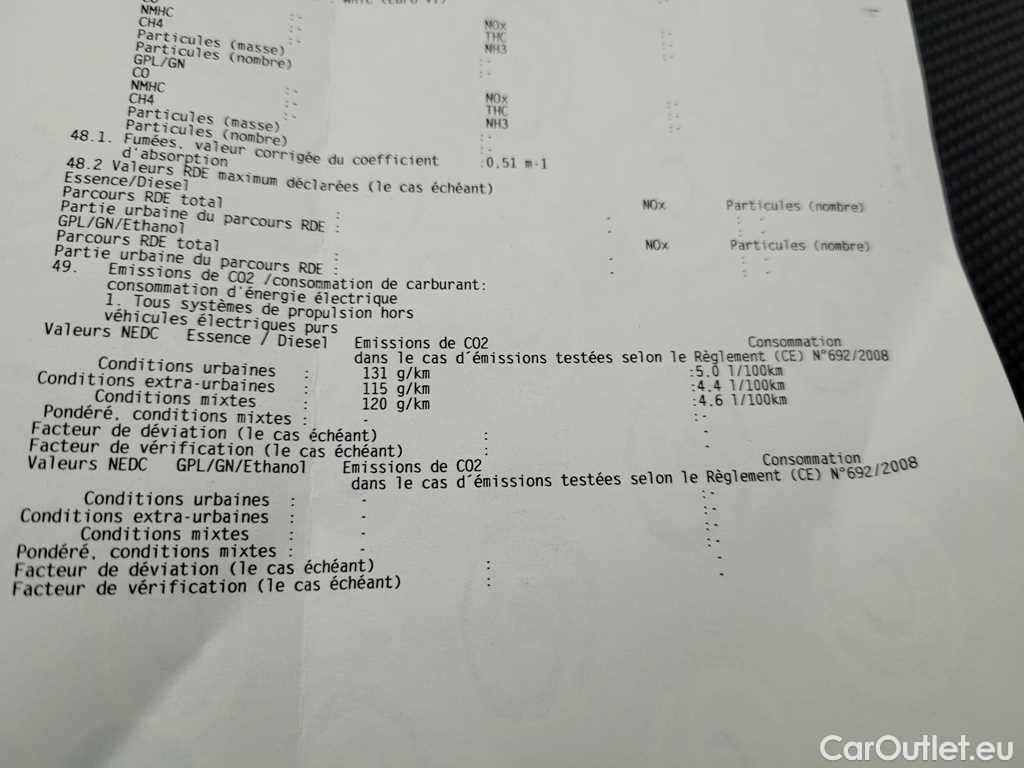 CO
NMHC :-
CH4 :- NOx :
Particules (masse) THC :
Particules (nombre) NH3 :
GPL/GN
CO :-
NMHC :-
CH4 :- NOx :-
Particules (masse) THC :
Particules (nombre) NH3 :
48.1. Fumées, valeur corrigée du coefficient :0,51 m-1
d'absorption
48.2 Valeurs RDE maximum déclarées (le cas échéant)
Essence/Diesel NOx Particules (nombre)
Parcours RDE total : - : -
Partie urbaine du parcours RDE : - : -
GPL/GN/Ethanol NOx Particules (nombre)
Parcours RDE total : - : -
Partie urbaine du parcours RDE : - : -
49. Emissions de CO2 /consommation de carburant:
consommation d'énergie électrique
1. Tous systèmes de propulsion hors
véhicules électriques purs
Valeurs NEDC Essence / Diesel Emissions de CO2 Consommation
dans le cas d´émissions testées selon le Règlement (CE) N°692/2008
Conditions urbaines : 131 g/km :5.0 l/100km
Conditions extra-urbaines : 115 g/km :4.4 l/100km
Conditions mixtes : 120 g/km :4.6 l/100km
Pondéré, conditions mixtes : - :-
Facteur de déviation (le cas échéant) : -
Facteur de vérification (le cas échéant) : -
Valeurs NEDC GPL/GN/Ethanol Emissions de CO2 Consommation
dans le cas d´émissions testées selon le Règlement (CE) N°692/2008
Conditions urbaines : - :-
Conditions extra-urbaines : - :-
Conditions mixtes : - :-
Pondéré, conditions mixtes : - :-
Facteur de déviation (le cas échéant) : -
Facteur de vérification (le cas échéant) :
CarOutlet.eu